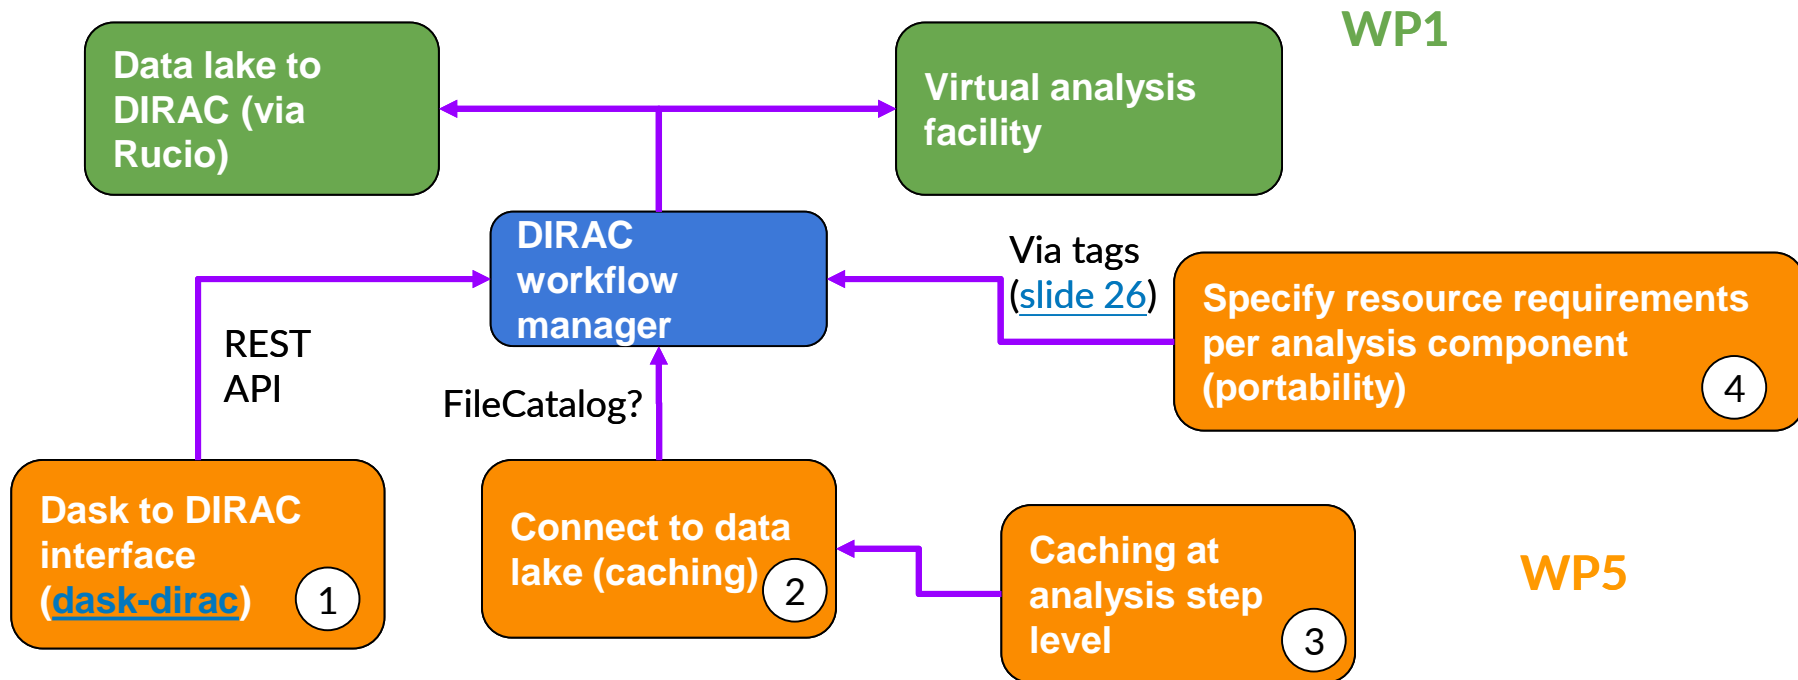 WP1
Data lake to
DIRAC (via
Rucio)
Virtual analysis
facility
DIRAC
workflow
manager
Via tags
(slide 26)
Specify resource requirements
per analysis component
(portability)
4
REST
API
FileCatalog?
Dask to DIRAC
interface
(dask-dirac)
1
Connect to data
lake (caching)
2
Caching at
analysis step
level
3
WP5